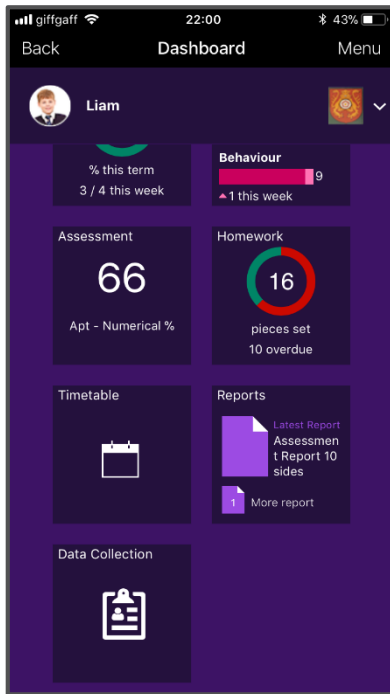 giffgaff 22:00 43%
Back Dashboard Menu
Liam
% this term
3 / 4 this week
Behaviour
9
1 this week
Assessment
66
Apt - Numerical %
Homework
16
pieces set
10 overdue
Timetable
Reports
Latest Report
Assessmen
t Report 10
sides
1 More report
Data Collection